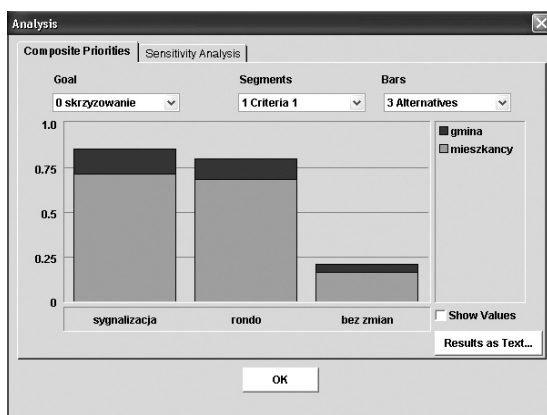 Analysis
Composite Priorities
Sensitivity Analysis
Goal
Segments
Bars
0 skrzyzowanie
1 Criteria 1
3 Alternatives
1.0
0.75
0.5
0.25
0
gmina
mieszkancy
sygnalizacja
rondo
bez zmian
Show Values
Results as Text...
OK